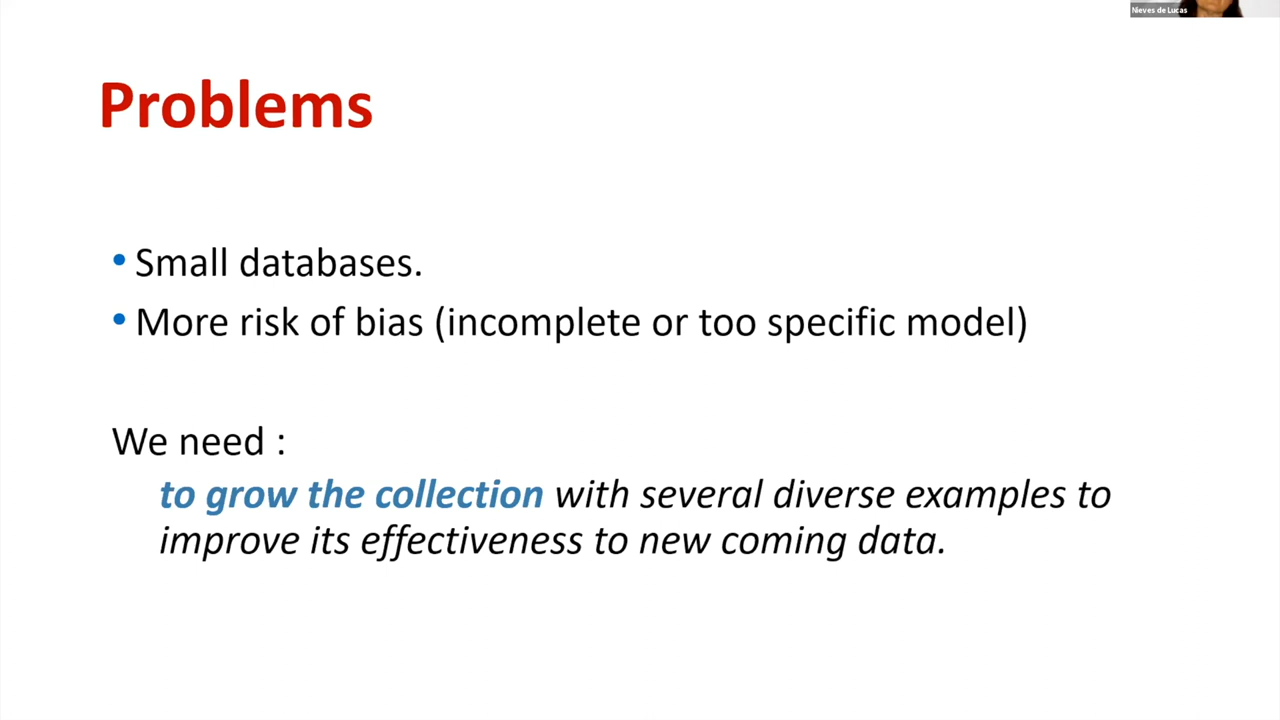 Nieves de Lucas
Problems
• Small databases.
• More risk of bias (incomplete or too specific model)
We need :
to grow the collection with several diverse examples to
improve its effectiveness to new coming data.